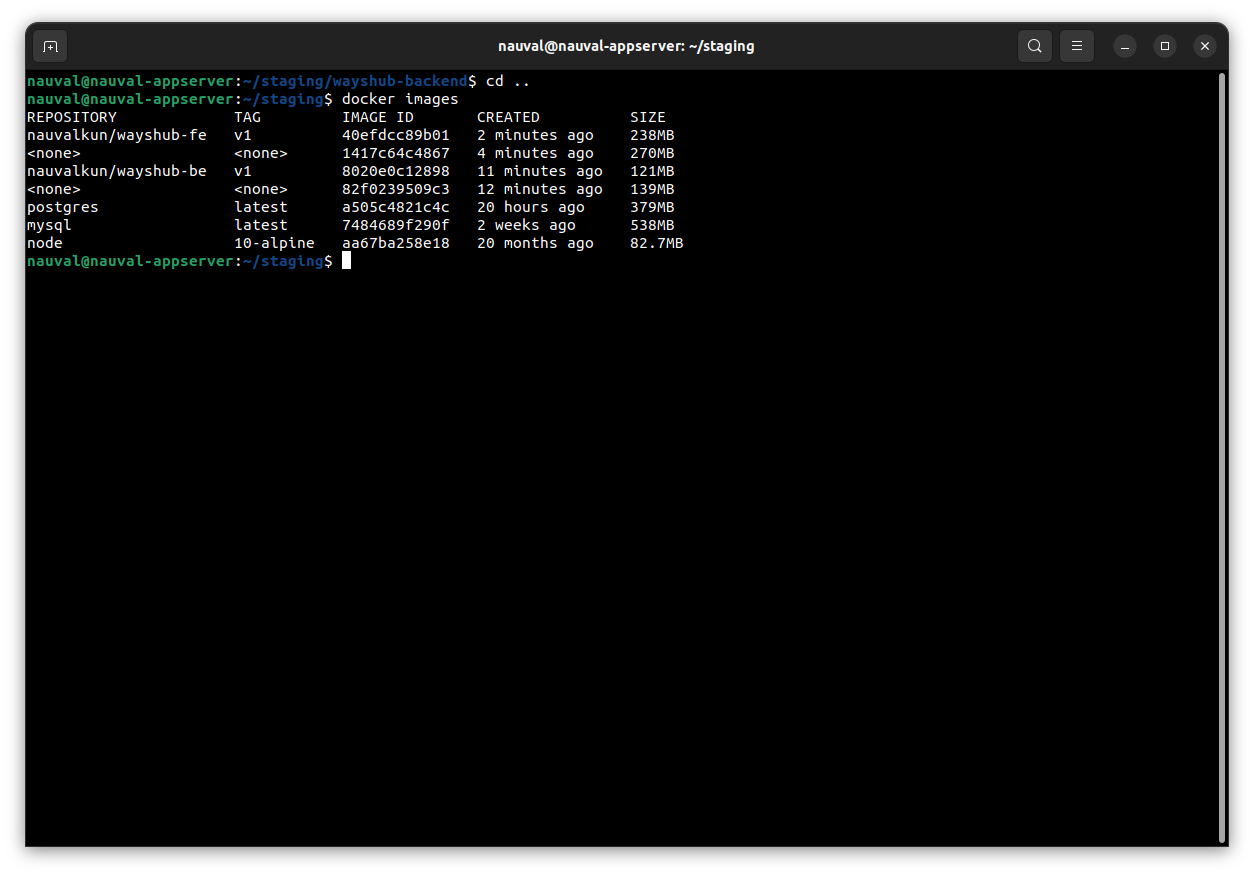 nauval@nauval-appserver: ~/staging
nauval@nauval-appserver:~/staging/wayshub-backend$ cd ..
nauval@nauval-appserver:~/staging$ docker images
REPOSITORY TAG IMAGE ID CREATED SIZE
nauvalkun/wayshub-fe v1 40efdcc89b01 2 minutes ago 238MB
<none> <none> 1417c64c4867 4 minutes ago 270MB
nauvalkun/wayshub-be v1 8020e0c12898 11 minutes ago 121MB
<none> <none> 82f0239509c3 12 minutes ago 139MB
postgres latest a505c4821c4c 20 hours ago 379MB
mysql latest 7484689f290f 2 weeks ago 538MB
node 10-alpine aa67ba258e18 20 months ago 82.7MB
nauval@nauval-appserver:~/staging$